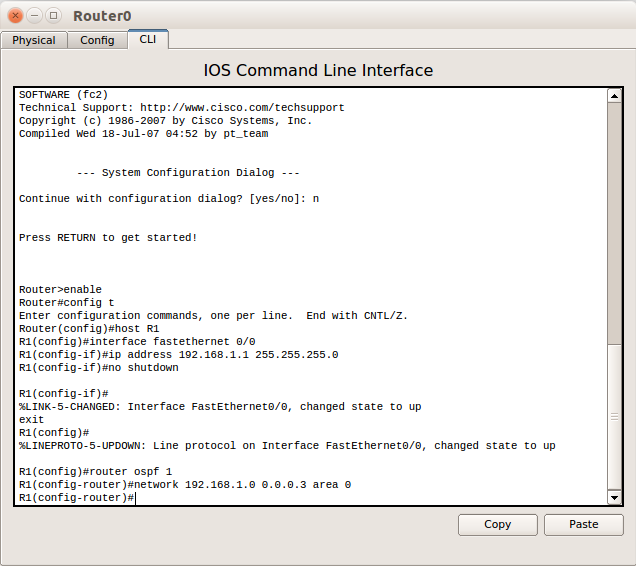 Router0
Physical Config CLI
IOS Command Line Interface
SOFTWARE (fc2)
Technical Support: http://www.cisco.com/techsupport
Copyright (c) 1986-2007 by Cisco Systems, Inc.
Compiled Wed 18-Jul-07 04:52 by pt_team
--- System Configuration Dialog ---
Continue with configuration dialog? [yes/no]: n
Press RETURN to get started!
Router>enable
Router#config t
Enter configuration commands, one per line.  End with CNTL/Z.
Router(config)#host R1
R1(config)#interface fastethernet 0/0
R1(config-if)#ip address 192.168.1.1 255.255.255.0
R1(config-if)#no shutdown
R1(config-if)#
%LINK-5-CHANGED: Interface FastEthernet0/0, changed state to up
exit
R1(config)#
%LINEPROTO-5-UPDOWN: Line protocol on Interface FastEthernet0/0, changed state to up
R1(config)#router ospf 1
R1(config-router)#network 192.168.1.0 0.0.0.3 area 0
R1(config-router)#
Copy Paste